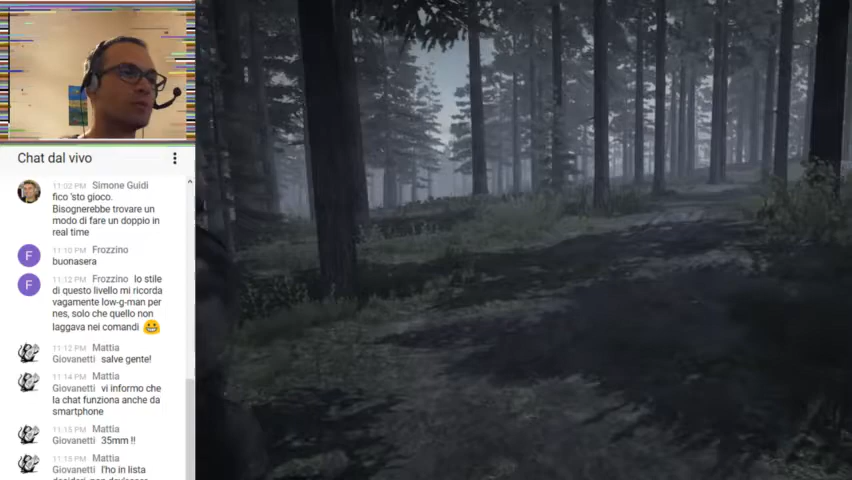 Chat dal vivo
11:02 PM Simone Guidi
fico 'sto gioco.
Bisognerebbe trovare un
modo di fare un doppio in
real time
11:10 PM Frozzino
buonasera
11:12 PM Frozzino lo stile
di questo livello mi ricorda
vagamente low-g-man per
nes, solo che quello non
laggava nei comandi
11:12 PM Mattia
Giovanetti salve gente!
11:14 PM Mattia
Giovanetti vi informo che
la chat funziona anche da
smartphone
11:15 PM Mattia
Giovanetti 35mm !!
11:15 PM Mattia
Giovanetti l'ho in lista